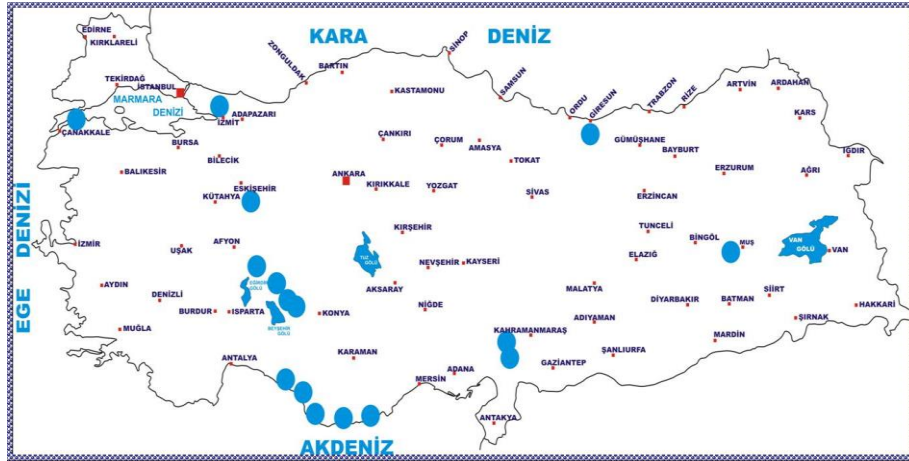 KARA DENİZ
EDİRNE
KIRKLARELİ
SİNOP
ZONGULDAK
BARTIN
TEKİRDAĞ
İSTANBUL
KASTAMONU
SAMSUN
ORDU
GİRESUN
TRABZON
RİZE
ARTVİN
ARDAHAN
MARMARA
DENİZİ
İZMİT
ADAPAZARI
KARS
ÇANAKKALE
BURSA
BİLECİK
ÇANKIRI
ÇORUM
AMASYA
TOKAT
GÜMÜŞHANE
BAYBURT
IĞDIR
BALIKESİR
ANKARA
ESKİŞEHİR
KÜTAHYA
KIRIKKALE
YOZGAT
SİVAS
ERZİNCAN
ERZURUM
AĞRI
EGE DENİZİ
İZMİR
UŞAK
AFYON
KIRŞEHİR
TUNCELİ
BİNGÖL
MUŞ
VAN
GÖLÜ
VAN
TUZ
GÖLÜ
NEVŞEHİR
KAYSERİ
ELAZIĞ
AYDIN
DENİZLİ
GÖLÜ
AKSARAY
NİĞDE
MALATYA
DİYARBAKIR
BATMAN
SİİRT
HAKKARİ
MUĞLA
BURDUR
ISPARTA
BEYŞEHİR
GÖLÜ
KONYA
KAHRAMANMARAŞ
ADIYAMAN
MARDİN
ŞIRNAK
ANTALYA
KARAMAN
MERSİN
ADANA
GAZİANTEP
ŞANLIURFA
ANTAKYA
AKDENİZ